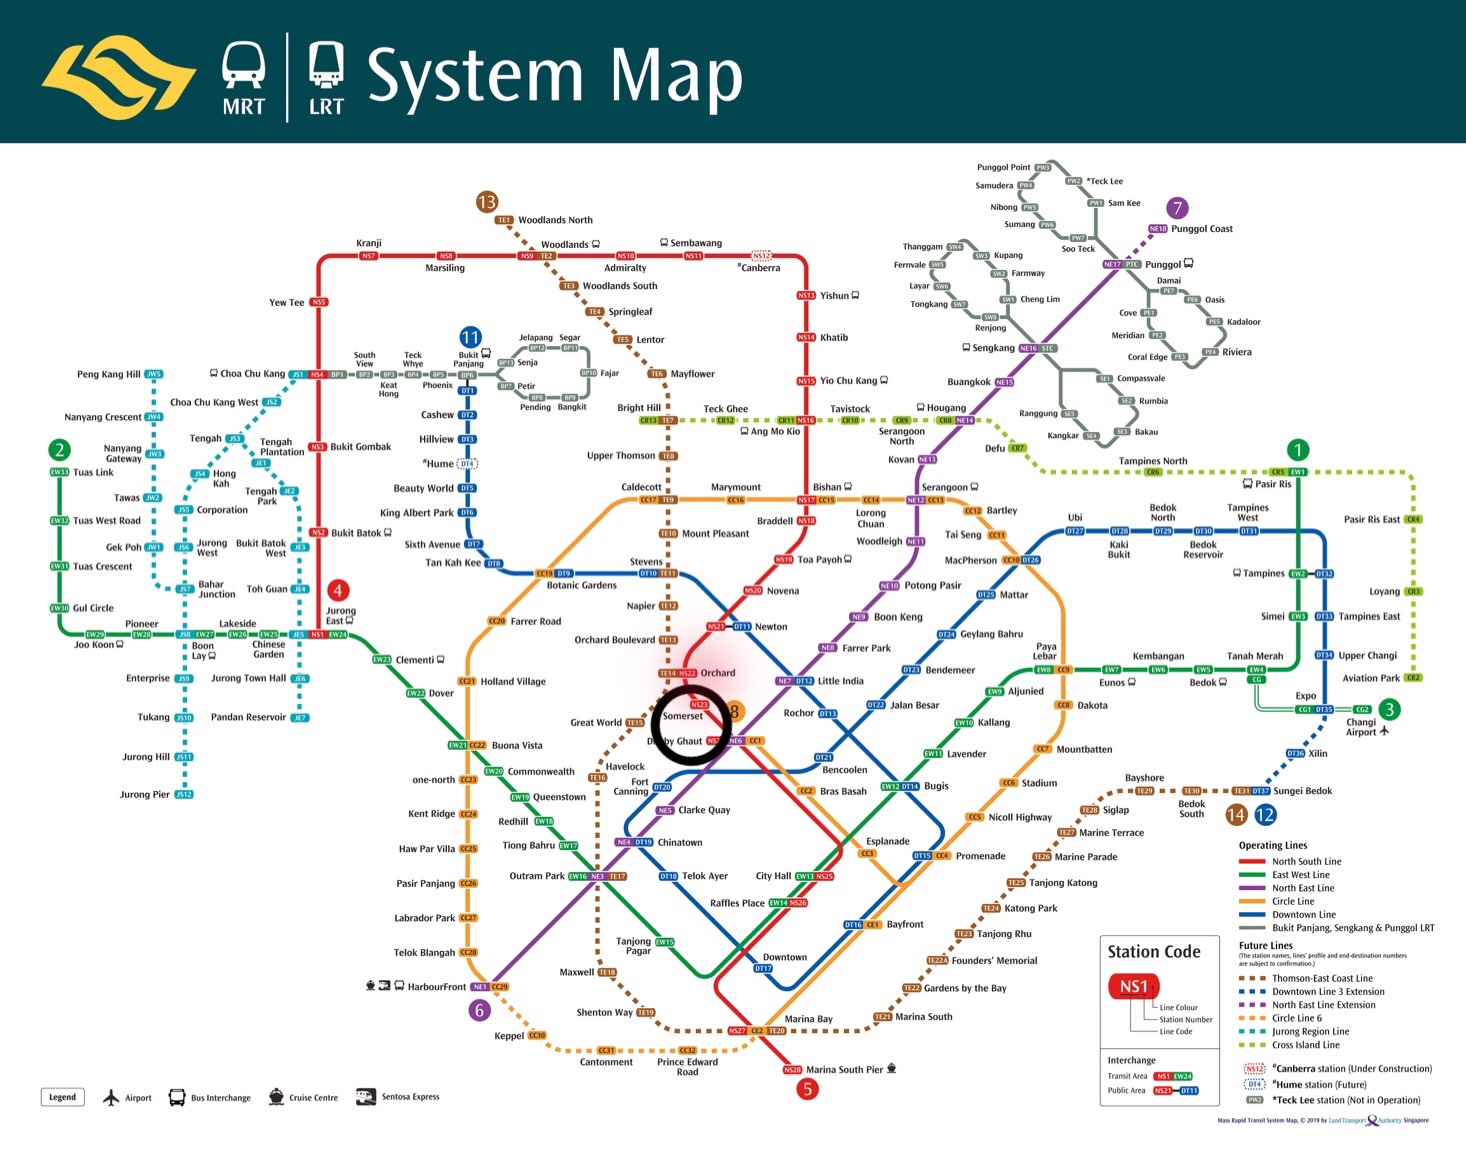 MRT
LRT
System Map
13
TE1 Woodlands North
Kranji
NS7
Marsiling
NS8
Woodlands
NS9 TE2
NS10
Admiralty
Sembawang
NS11
NS12
#Canberra
Yew Tee NS5
TE3 Woodlands South
TE4 Springleaf
TE5 Lentor
TE6 Mayflower
NS13 Yishun
NS14 Khatib
NS15 Yio Chu Kang
Punggol Point PW3
Samudera PW4
Nibong PW5
Sumang PW6
PW2 *Teck Lee
PW1 Sam Kee
PW7
Soo Teck
7
NE18 Punggol Coast
NE17 PTC Punggol
Thanggam SW4
Fernvale SW5
Layar SW6
Tongkang SW7
SW3 Kupang
SW2 Farmway
SW1 Cheng Lim
SW8
Renjong
Damai
PE7
PE6 Oasis
Cove PE1
PE5 Kadaloor
Meridian PE2
Coral Edge PE3
PE4 Riviera
Sengkang NE16 STC
Buangkok NE15
SE1 Compassvale
SE2 Rumbia
SE3 Bakau
Kangkar SE4
Ranggung SE5
11
Bukit
Panjang
BP6
DT1
Choa Chu Kang JS1 NS4 BP1
South
View
BP2
BP3
Keat
Hong
Teck
Whye
BP4
BP5
Phoenix
Jelapang
BP12
Segar
BP11
BP13 Senja
BP10 Fajar
BP7 Petir
BP8
Pending
BP9
Bangkit
Peng Kang Hill JW5
Nanyang Crescent JW4
Nanyang
Gateway
JW3
Tawas JW2
Gek Poh JW1
Choa Chu Kang West JS2
Tengah
JS3
JS4 Hong
Kah
JS5 Corporation
JS6 Jurong
West
Bahar
Junction
JS7
Tengah
Plantation
JE1
Tengah
Park
JE2
Bukit Batok
West
JE3
Toh Guan JE4
NS3 Bukit Gombak
NS2 Bukit Batok
DT2
Cashew
DT3
Hillview
#Hume DT4
Beauty World DT5
King Albert Park DT6
Sixth Avenue DT7
Tan Kah Kee DT8
Bright Hill
CR13 TE7
Teck Ghee
CR12
CR11 NS16
Ang Mo Kio
Tavistock
CR10
CR9
Serangoon
North
Hougang
CR8 NE14
Defu CR7
Tampines North
CR6
1
CR5 EW1
Pasir Ris
Kovan NE13
Upper Thomson TE8
Caldecott
CC17 TE9
Marymount
CC16
Bishan
NS17 CC15
CC14
Lorong
Chuan
Serangoon
NE12 CC13
CC12 Bartley
Tai Seng CC11
MacPherson CC10 DT26
Woodleigh NE11
Braddell NS18
NS19 Toa Payoh
NS20 Novena
TE10 Mount Pleasant
Stevens
DT10 TE11
CC19 DT9
Botanic Gardens
Napier TE12
Orchard Boulevard TE13
NS21 DT11 Newton
TE14 NS22 Orchard
NS23
Somerset
8
NE6 CC1
NE10 Potong Pasir
NE9 Boon Keng
NE8 Farrer Park
NE7 DT12 Little India
Ubi
DT27
DT28
Kaki
Bukit
Bedok
North
DT29
DT30
Bedok
Reservoir
Tampines
West
DT31
Tampines EW2 DT32
Simei EW3
DT33 Tampines East
DT34 Upper Changi
Pasir Ris East CR4
Loyang CR3
Aviation Park CR2
2
EW33 Tuas Link
EW32 Tuas West Road
EW31 Tuas Crescent
EW30 Gul Circle
EW29
Joo Koon
Pioneer
EW28
JS8 EW27
Boon
Lay
Lakeside
EW26
EW25
Chinese
Garden
4
Jurong
East
JE5 NS1 EW24
EW23 Clementi
EW22 Dover
Enterprise JS9
Tukang JS10
Jurong Hill JS11
Jurong Pier JS12
Jurong Town Hall JE6
Pandan Reservoir JE7
CC20 Farrer Road
CC21 Holland Village
EW21 CC22 Buona Vista
EW20 Commonwealth
EW19 Queenstown
Redhill EW18
Tiong Bahru EW17
Outram Park EW16 NE3 TE17
one-north CC23
Kent Ridge CC24
Haw Par Villa CC25
Pasir Panjang CC26
Labrador Park CC27
Telok Blangah CC28
HarbourFront NE1 CC29
6
Great World TE15
Havelock
TE16
Fort
Canning
DT20
NE5 Clarke Quay
NE4 DT19 Chinatown
DT18 Telok Ayer
Rochor DT13
DT21
Bencoolen
DT22 Jalan Besar
DT23 Bendemeer
DT24 Geylang Bahru
DT25 Mattar
CC2 Bras Basah
Esplanade
CC3
EW12 DT14 Bugis
EW11 Lavender
EW10 Kallang
EW9 Aljunied
Paya
Lebar
EW8 CC9
EW7
Eunos
Kembangan
EW6
EW5
Bedok
Tanah Merah
EW4
CG
Expo
CG1 DT35
CG2
Changi
Airport
3
CC8 Dakota
CC7 Mountbatten
CC6 Stadium
CC5 Nicoll Highway
DT15 CC4 Promenade
DT36 Xilin
TE31 DT37 Sungei Bedok
14
12
TE30
Bedok
South
Bayshore
TE29
TE28 Siglap
TE27 Marine Terrace
TE26 Marine Parade
TE25 Tanjong Katong
TE24 Katong Park
TE23 Tanjong Rhu
TE22A Founders' Memorial
TE22 Gardens by the Bay
TE21 Marina South
City Hall EW13 NS25
Raffles Place EW14 NS26
Tanjong
Pagar
EW15
DT16 CE1 Bayfront
Downtown
DT17
Maxwell TE18
Shenton Way TE19
Marina Bay
NS27 CE2 TE20
NS28 Marina South Pier
5
Keppel CC30
CC31
Cantonment
CC32
Prince Edward
Road
Station Code
NS1
Line Colour
Station Number
Line Code
Interchange
Transit Area NS1 EW24
Public Area NS21 DT11
Operating Lines
North South Line
East West Line
North East Line
Circle Line
Downtown Line
Bukit Panjang, Sengkang & Punggol LRT
Future Lines
(The station names, lines' profile and end-destination numbers
are subject to confirmation.)
Thomson-East Coast Line
Downtown Line 3 Extension
North East Line Extension
Circle Line 6
Jurong Region Line
Cross Island Line
NS12 #Canberra station (Under Construction)
DT4 #Hume station (Future)
PW2 *Teck Lee station (Not in Operation)
Legend
Airport
Bus Interchange
Cruise Centre
Sentosa Express
Mass Rapid Transit System Map, © 2019 by Land Transport Authority Singapore